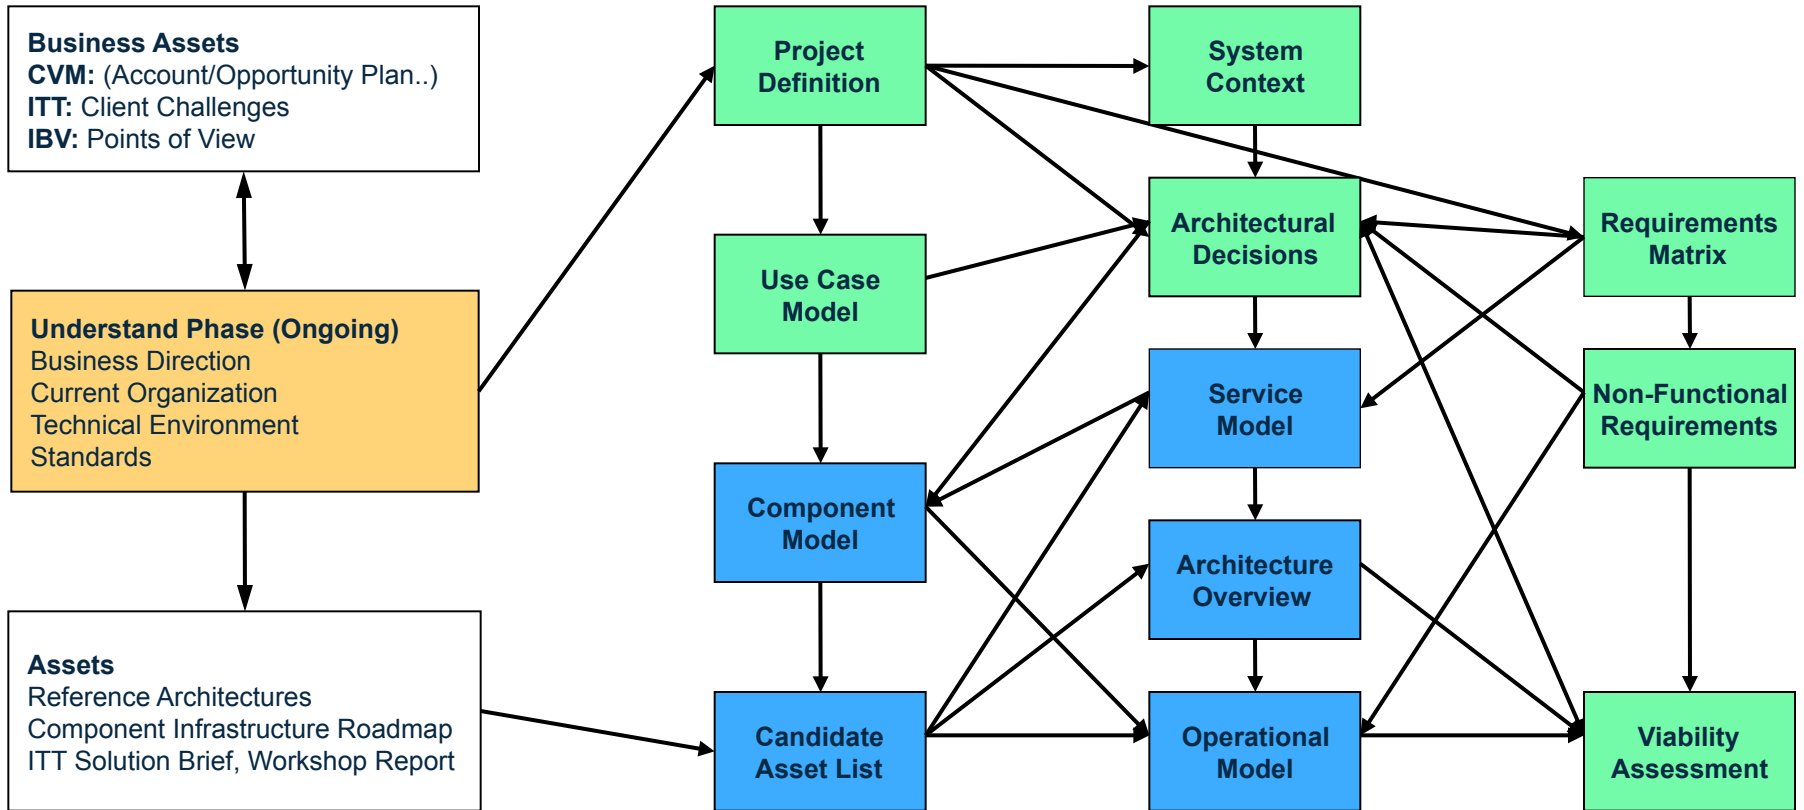 Business Assets
CVM: (Account/Opportunity Plan..)
ITT: Client Challenges
IBV: Points of View
Understand Phase (Ongoing)
Business Direction
Current Organization
Technical Environment
Standards
Assets
Reference Architectures
Component Infrastructure Roadmap
ITT Solution Brief, Workshop Report
Project
Definition
Use Case
Model
Component
Model
Candidate
Asset List
System
Context
Architectural
Decisions
Service
Model
Architecture
Overview
Operational
Model
Requirements
Matrix
Non-Functional
Requirements
Viability
Assessment